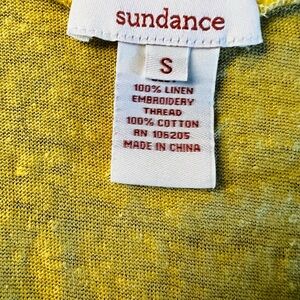 sundance
S
100% LINEN
EMBROIDERY
THREAD
100% COTTON
RN 106205
MADE IN CHINA